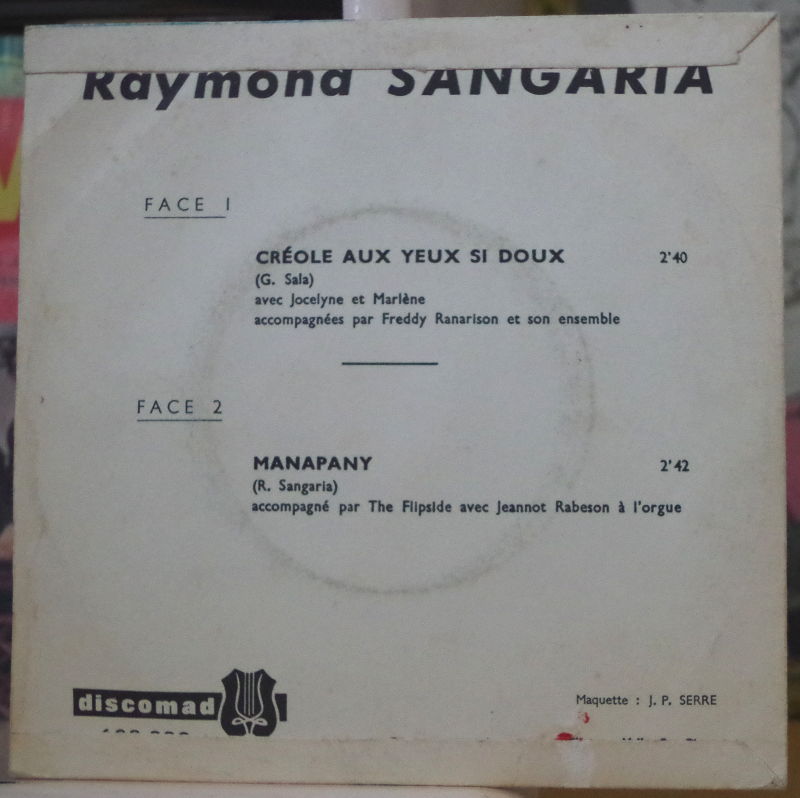 Raymond SANGARIA
FACE 1
CRÉOLE AUX YEUX SI DOUX 2'40
(G. Sala)
avec Jocelyne et Marlène
accompagnées par Freddy Ranarison et son ensemble
FACE 2
MANAPANY 2'42
(R. Sangaria)
accompagné par The Flipside avec Jeannot Rabeson à l'orgue
discomad
Maquette : J. P. SERRE